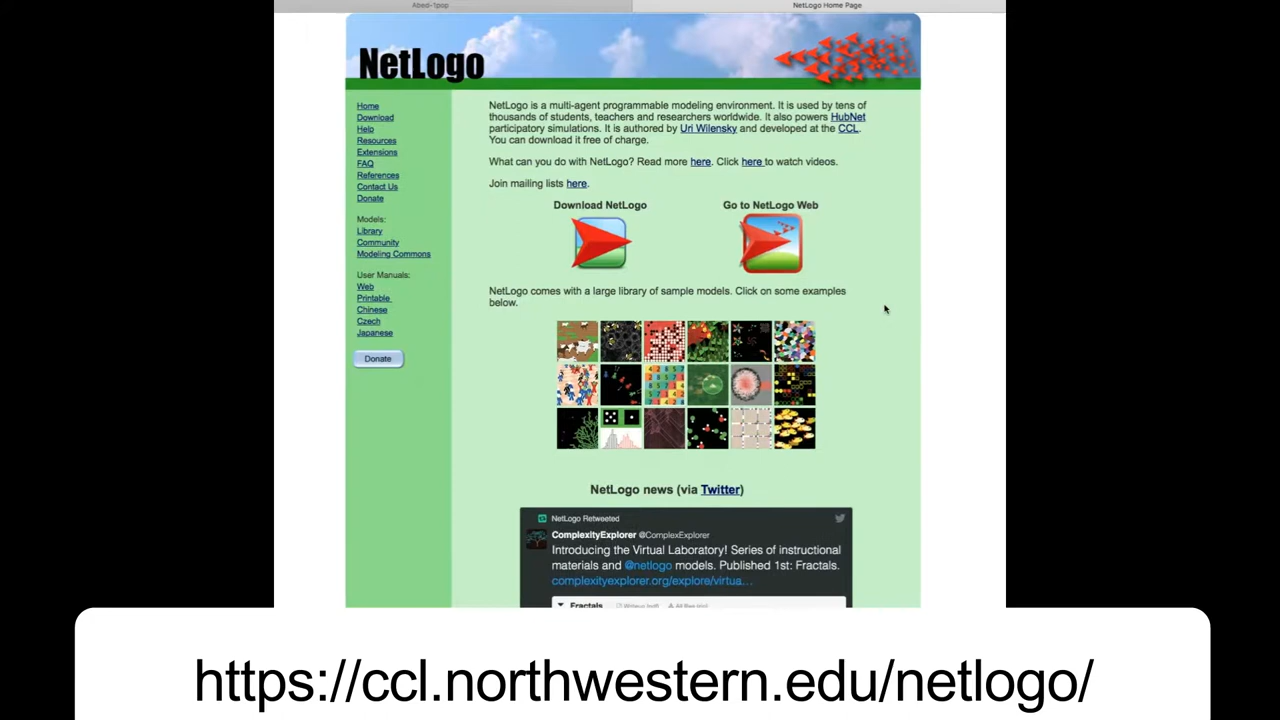 Abed-1pop
NetLogo Home Page
NetLogo
Home
Download
Help
Resources
Extensions
FAQ
References
Contact Us
Donate
Models:
Library
Community
Modeling Commons
User Manuals:
Web
Printable
Chinese
Czech
Japanese
Donate
NetLogo is a multi-agent programmable modeling environment. It is used by tens of
thousands of students, teachers and researchers worldwide. It also powers HubNet
participatory simulations. It is authored by Uri Wilensky and developed at the CCL.
You can download it free of charge.
What can you do with NetLogo? Read more here. Click here to watch videos.
Join mailing lists here.
Download NetLogo
Go to NetLogo Web
NetLogo comes with a large library of sample models. Click on some examples
below.
NetLogo news (via Twitter)
NetLogo Retweeted
ComplexityExplorer @ComplexExplorer
Introducing the Virtual Laboratory! Series of instructional
materials and @netlogo models. Published 1st: Fractals.
complexityexplorer.org/explore/virtua…
Fractals
https://ccl.northwestern.edu/netlogo/